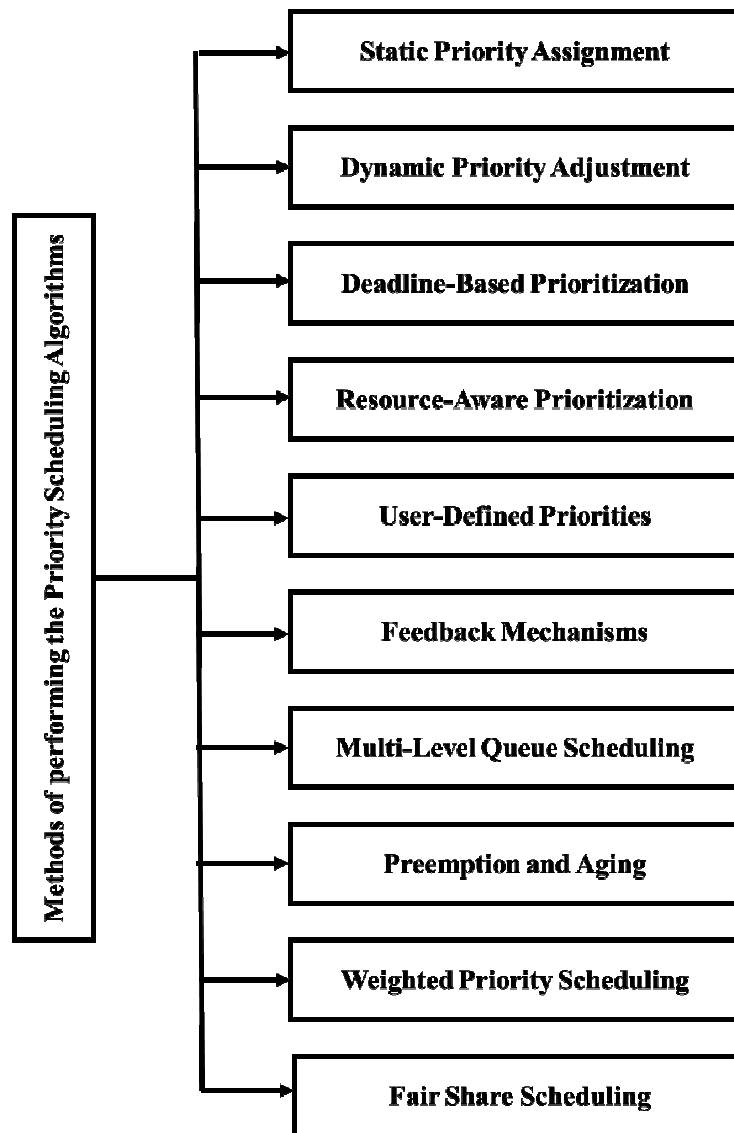 Methods of performing the Priority Scheduling Algorithms
Static Priority Assignment
Dynamic Priority Adjustment
Deadline-Based Prioritization
Resource-Aware Prioritization
User-Defined Priorities
Feedback Mechanisms
Multi-Level Queue Scheduling
Preemption and Aging
Weighted Priority Scheduling
Fair Share Scheduling